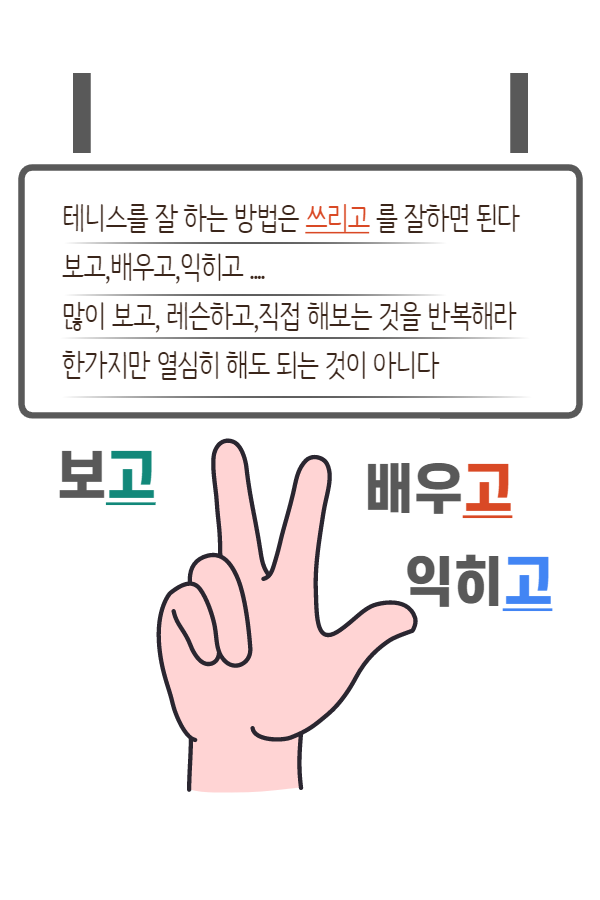 테니스를 잘 하는 방법은 쓰리고 를 잘하면 된다
보고,배우고,익히고 ....
많이 보고, 레슨하고,직접 해보는 것을 반복해라
한가지만 열심히 해도 되는 것이 아니다
보고
배우고
익히고